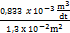 0,833 x 10⁻³ m³/dt
1,3 x 10⁻²m²